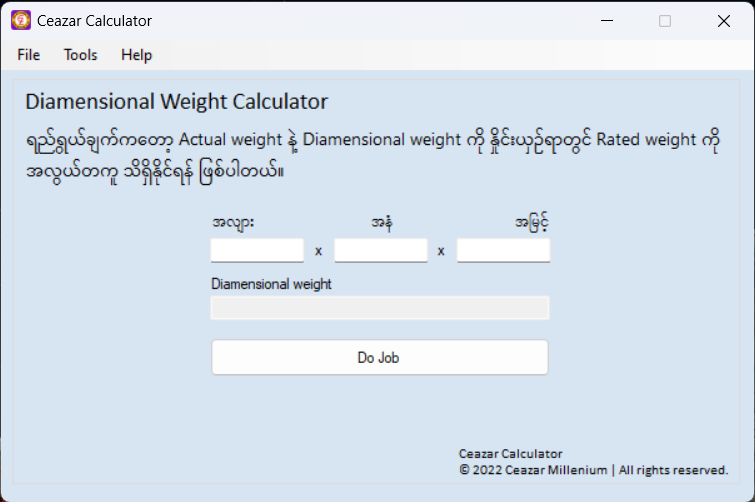 Ceazar Calculator
File Tools Help
Diamensional Weight Calculator
ရည်ရွယ်ချက်ကတော့ Actual weight နဲ့ Diamensional weight ကို နှိုင်းယှဉ်ရာတွင် Rated weight ကို
အလွယ်တကူ သိရှိနိုင်ရန် ဖြစ်ပါတယ်။
အလျား အနံ အမြင့်
x x
Diamensional weight
Do Job
Ceazar Calculator
© 2022 Ceazar Millenium | All rights reserved.